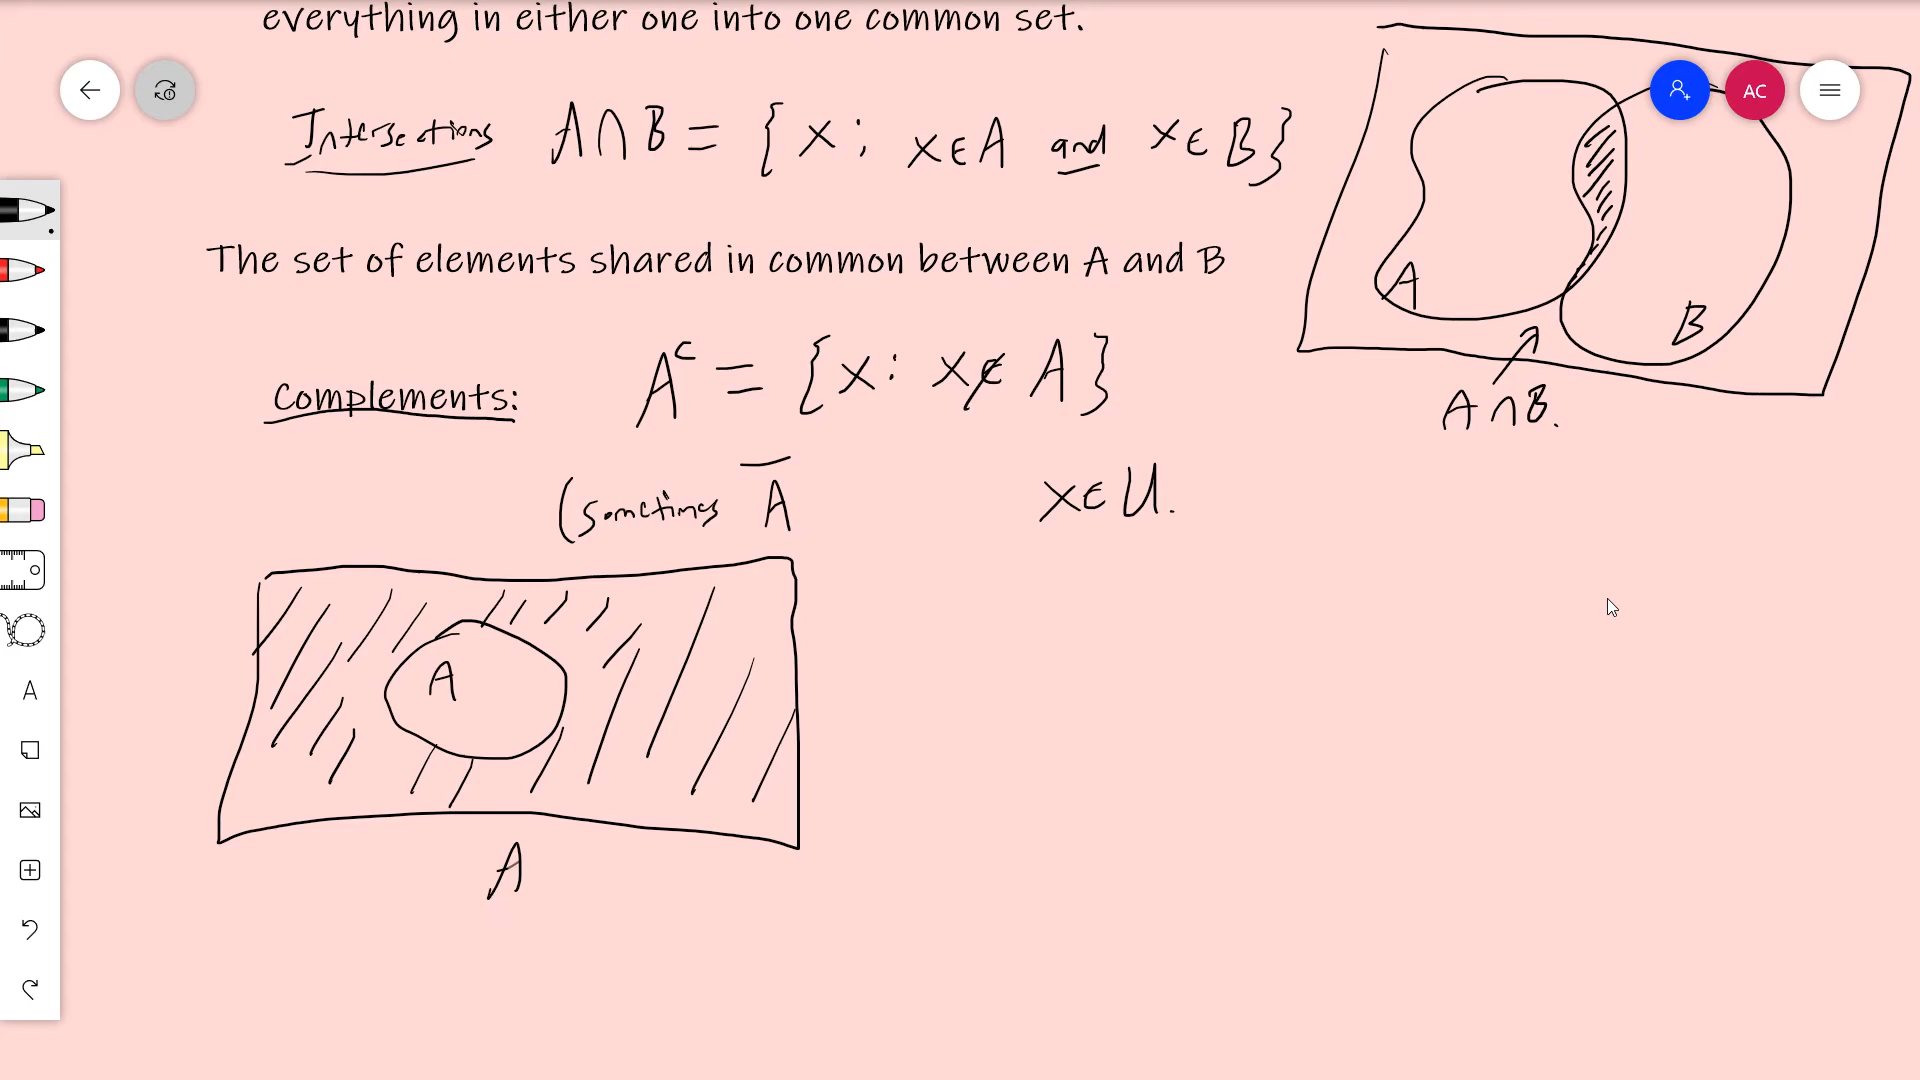 everything in either one into one common set.
Intersections A∩B = { x ; x∈A and x∈B}
The set of elements shared in common between A and B
A
B
A∩B.
Complements: Aᶜ = {x : x∉A}
(sometimes A̅ x∈U.
A
A
AC
A